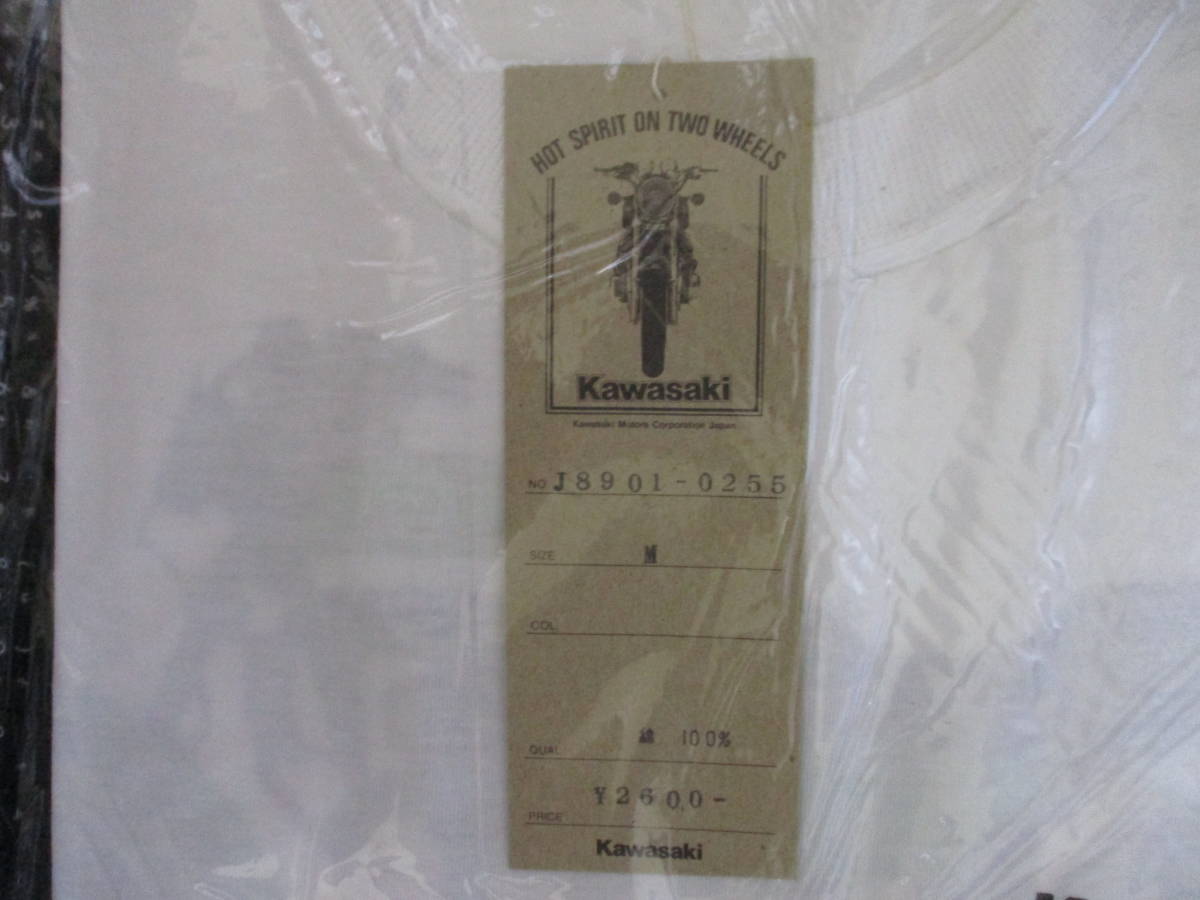 HOT SPIRIT ON TWO WHEELS
Kawasaki
Kawasaki Motors Corporation Japan
NO J8901-0255
SIZE M
COL.
QUAL. 綿 100%
PRICE ¥2600-
Kawasaki